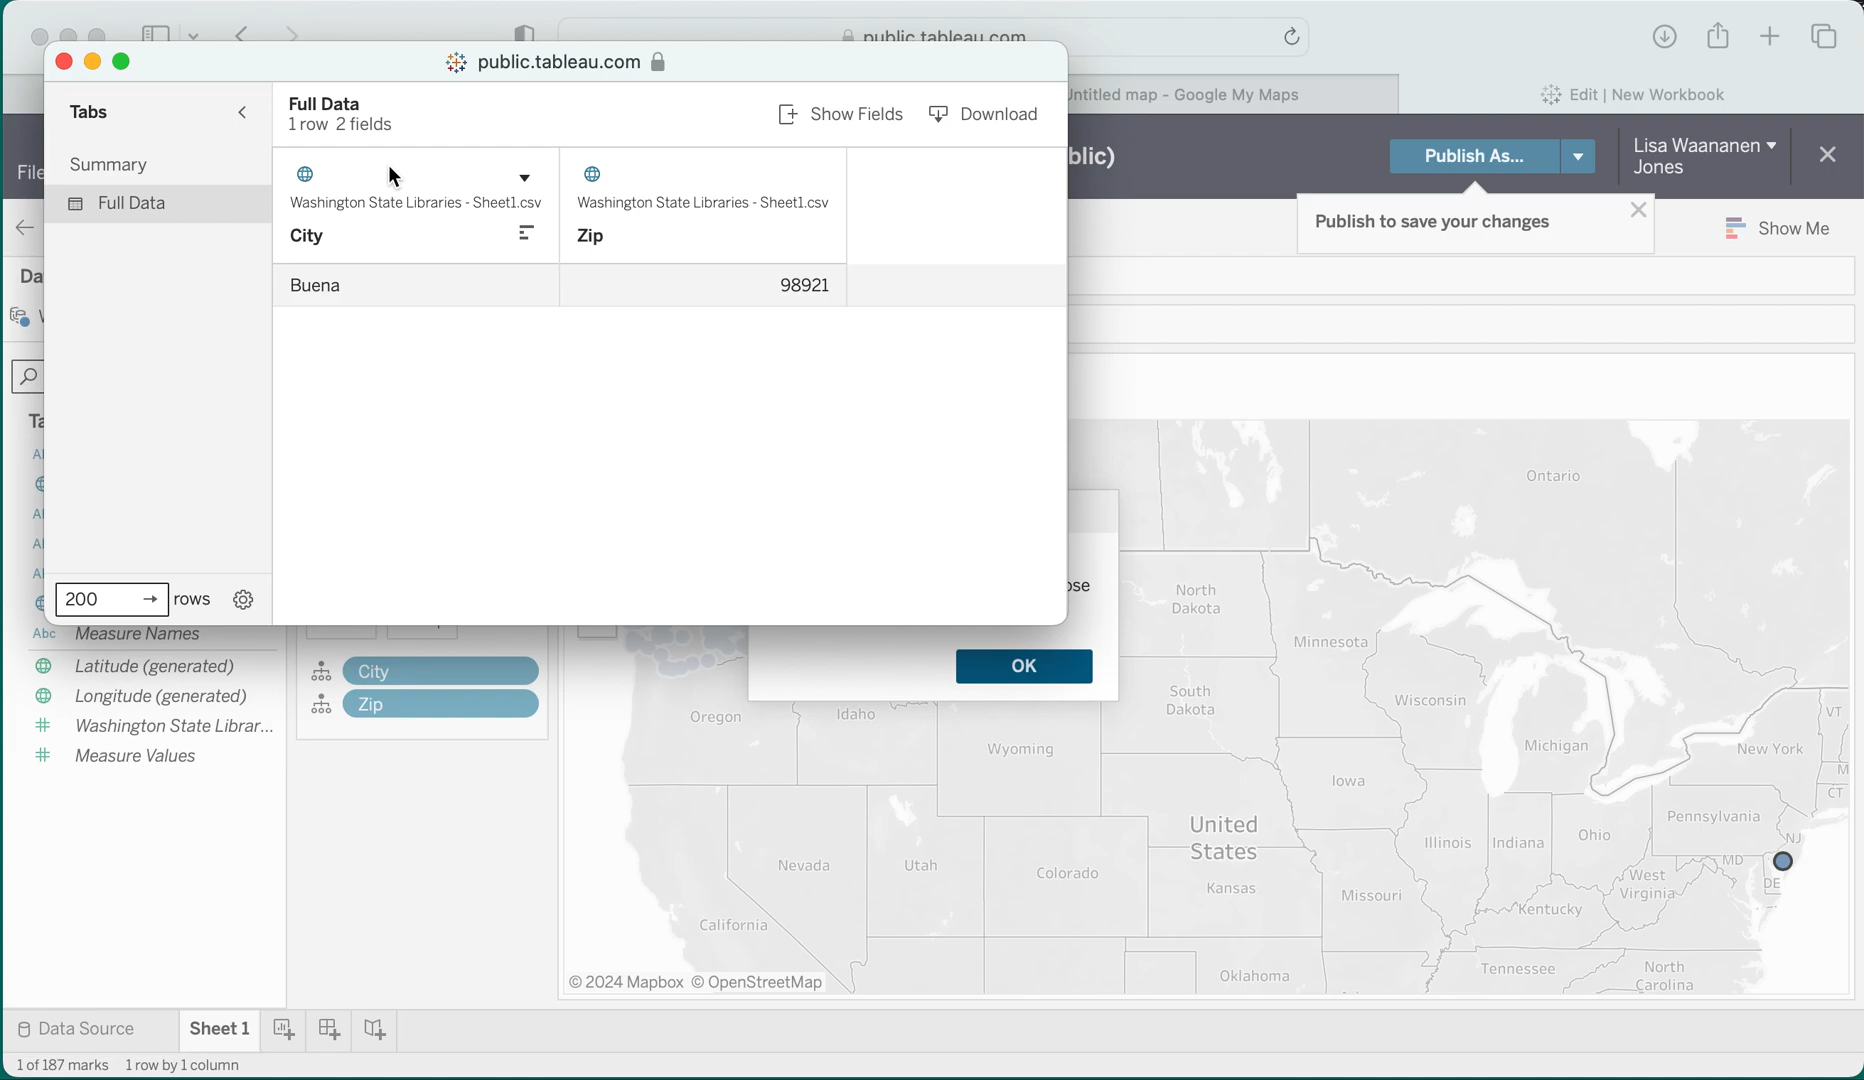 public.tableau.com
public.tableau.com
Untitled map - Google My Maps
Edit | New Workbook
Tabs
Summary
Full Data
200 → rows
Full Data
1 row 2 fields
Show Fields
Download
Washington State Libraries - Sheet1.csv
City
Washington State Libraries - Sheet1.csv
Zip
Buena
98921
File
blic)
Publish As...
Lisa Waananen
Jones
Publish to save your changes
Show Me
Da
Ta
Abc Measure Names
Latitude (generated)
Longitude (generated)
# Washington State Librar...
# Measure Values
City
Zip
ose
OK
Ontario
North
Dakota
Minnesota
South
Dakota
Wisconsin
Oregon
Idaho
Wyoming
Michigan
VT
New York
M
CT
Iowa
Pennsylvania
NJ
United
States
Illinois
Indiana
Ohio
MD
DE
Nevada
Utah
Colorado
Kansas
Missouri
West
Virginia
Kentucky
California
Oklahoma
Tennessee
North
Carolina
© 2024 Mapbox © OpenStreetMap
Data Source
Sheet 1
1 of 187 marks 1 row by 1 column